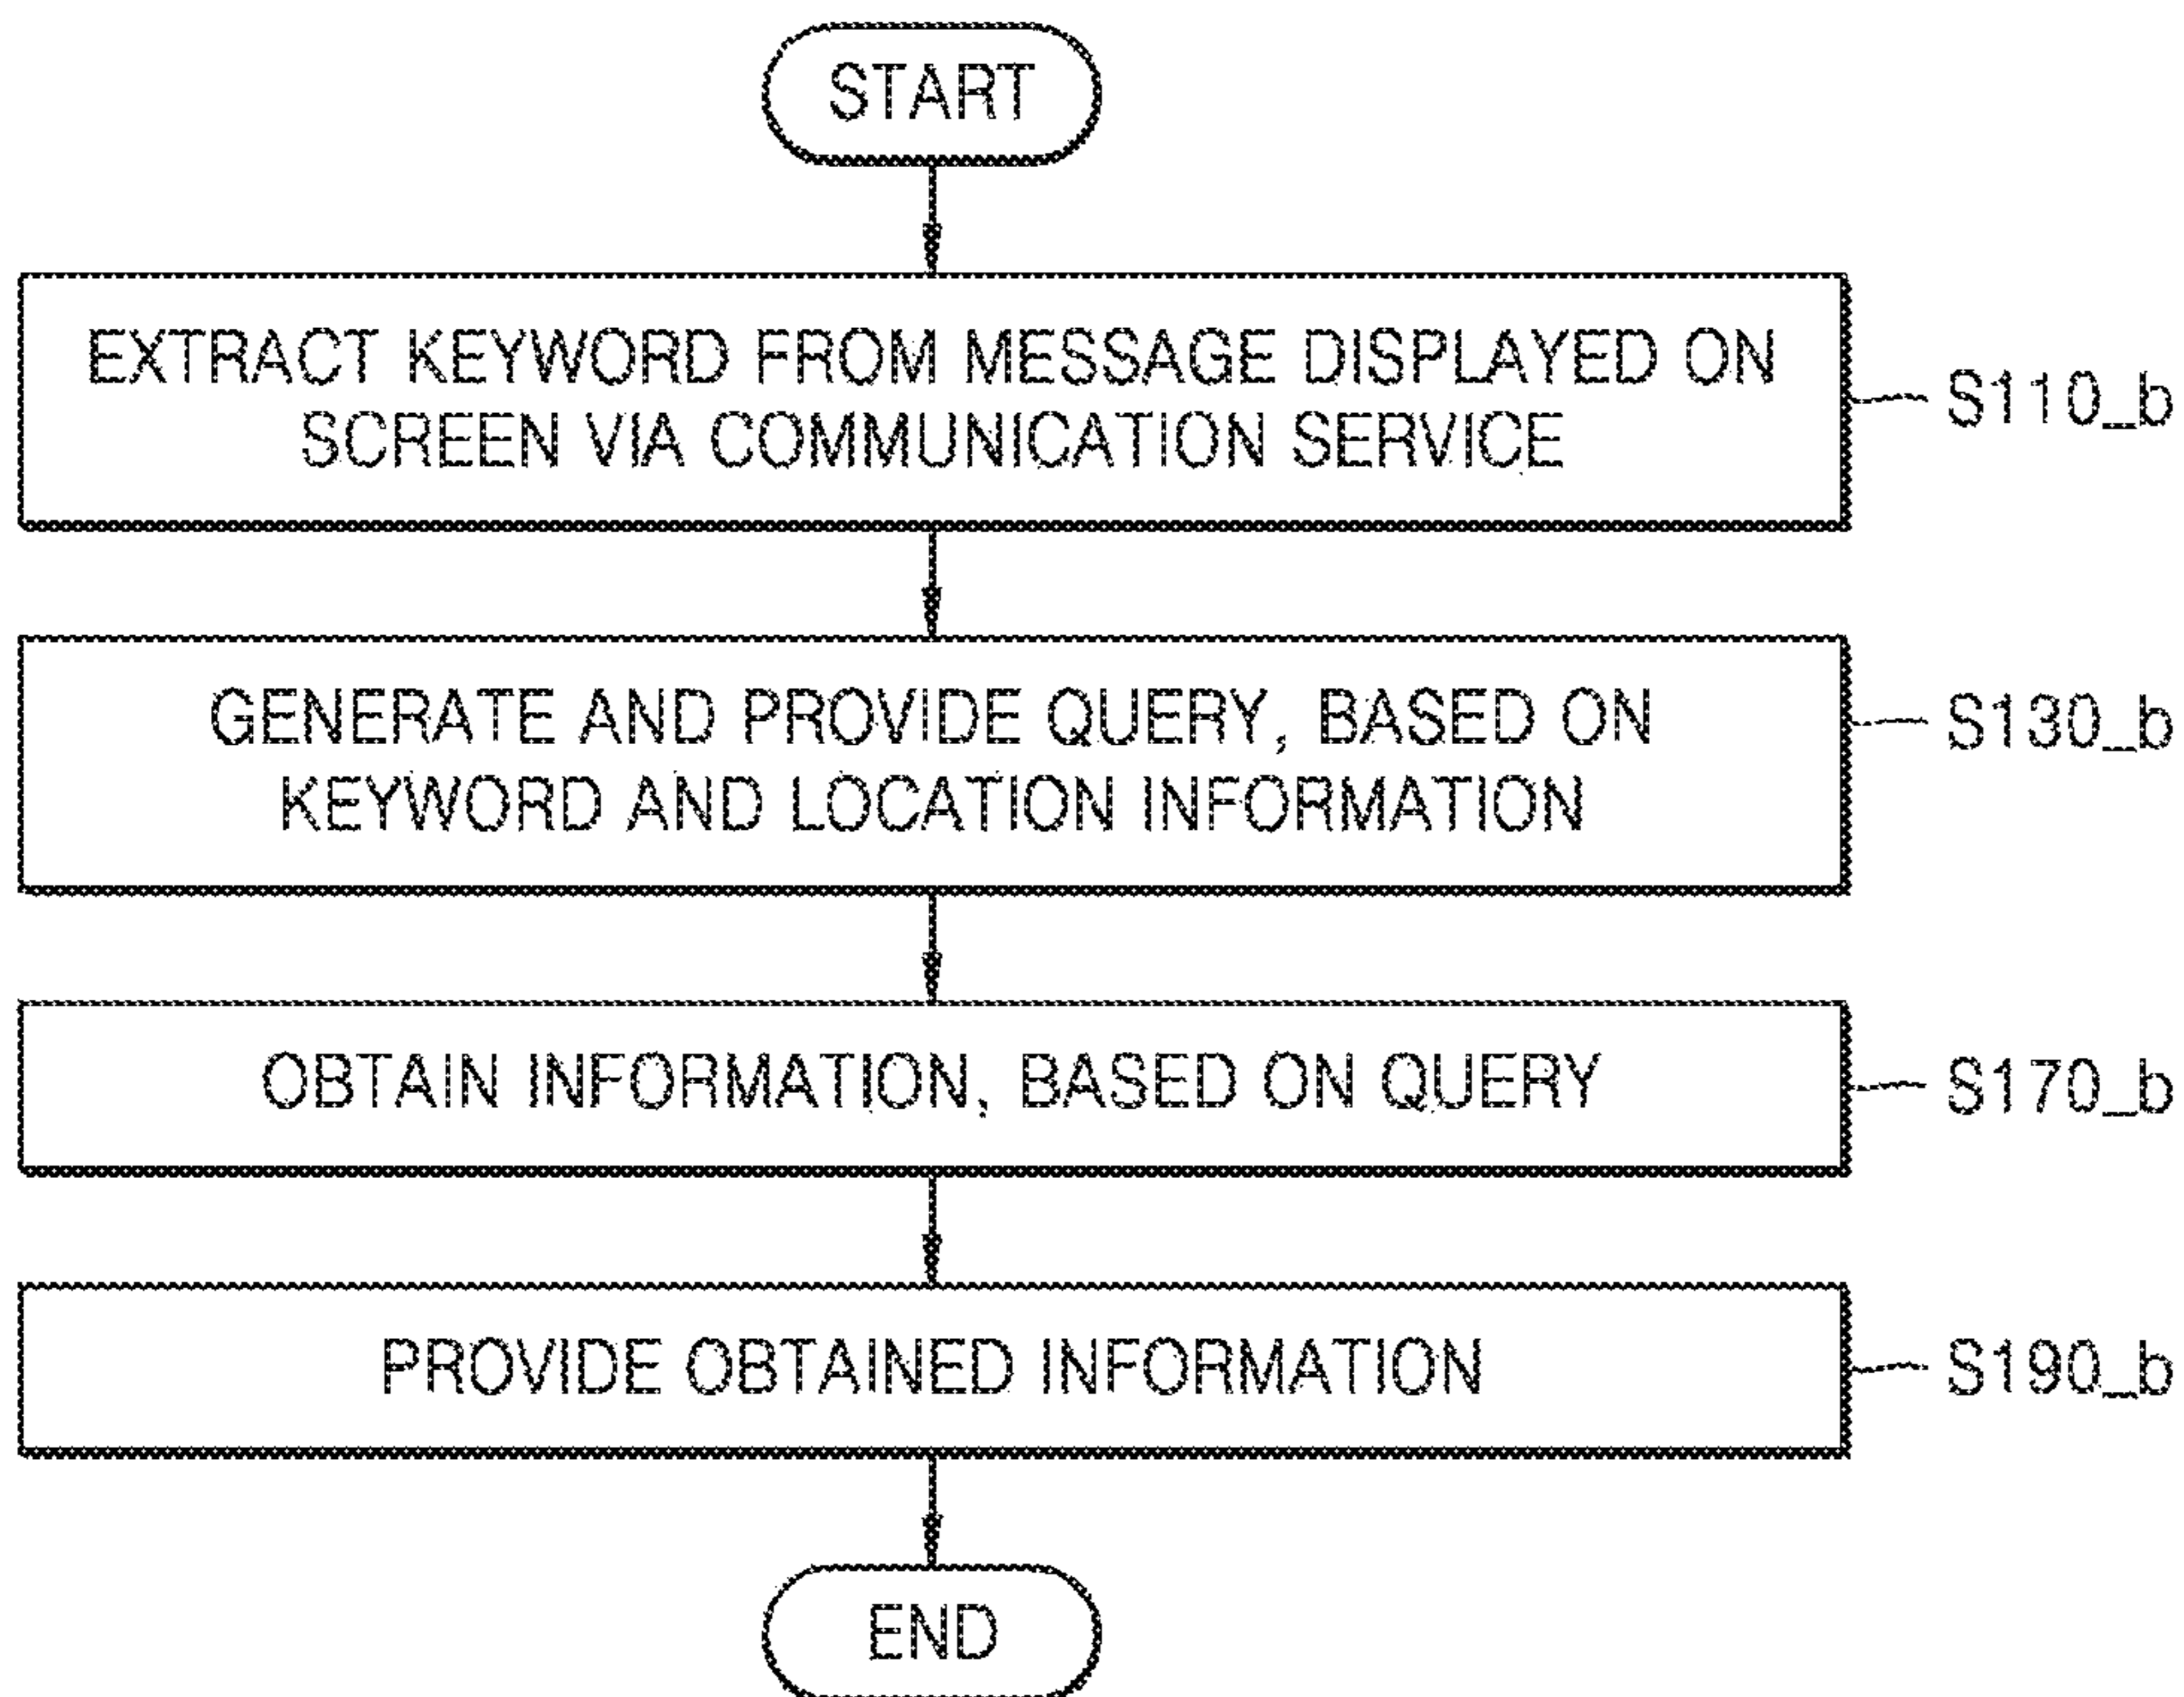 START
EXTRACT KEYWORD FROM MESSAGE DISPLAYED ON
SCREEN VIA COMMUNICATION SERVICE
S110_b
GENERATE AND PROVIDE QUERY, BASED ON
KEYWORD AND LOCATION INFORMATION
S130_b
OBTAIN INFORMATION, BASED ON QUERY
S170_b
PROVIDE OBTAINED INFORMATION
S190_b
END